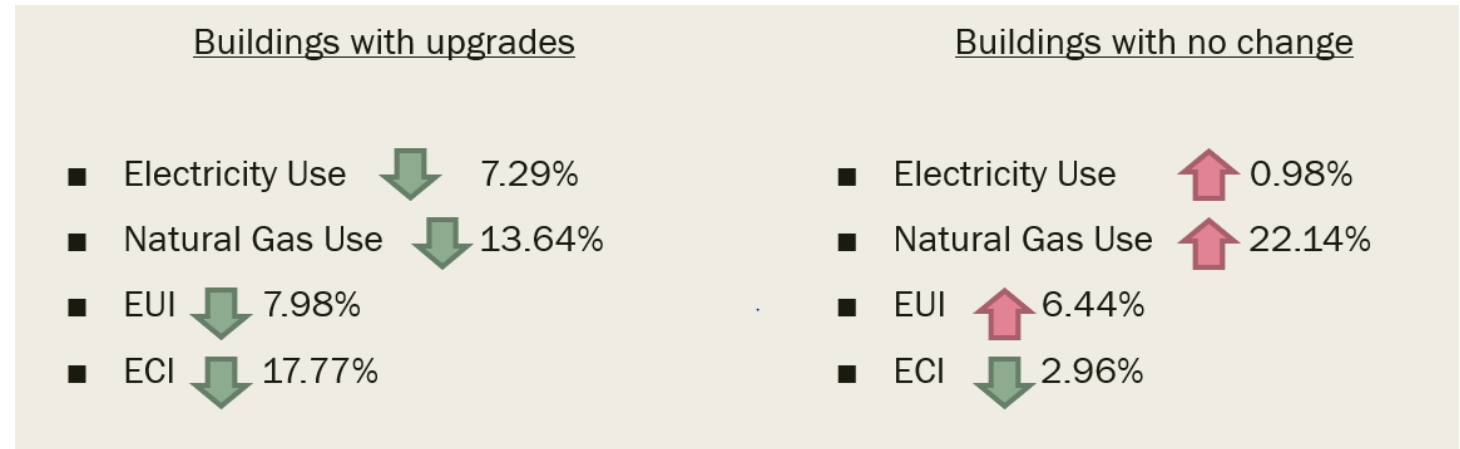 Buildings with upgrades
■ Electricity Use 7.29%
■ Natural Gas Use 13.64%
■ EUI 7.98%
■ ECI 17.77%
Buildings with no change
■ Electricity Use 0.98%
■ Natural Gas Use 22.14%
■ EUI 6.44%
■ ECI 2.96%